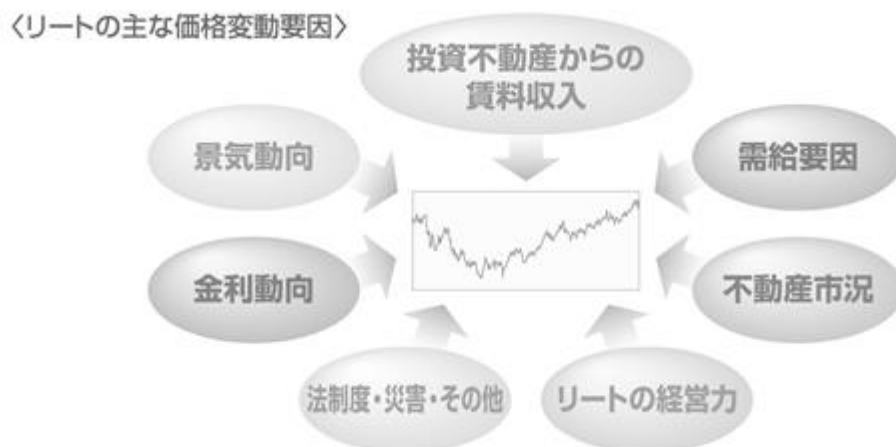 〈リートの主な価格変動要因〉
投資不動産からの
賃料収入
景気動向
需給要因
金利動向
不動産市況
法制度・災害・その他
リートの経営力